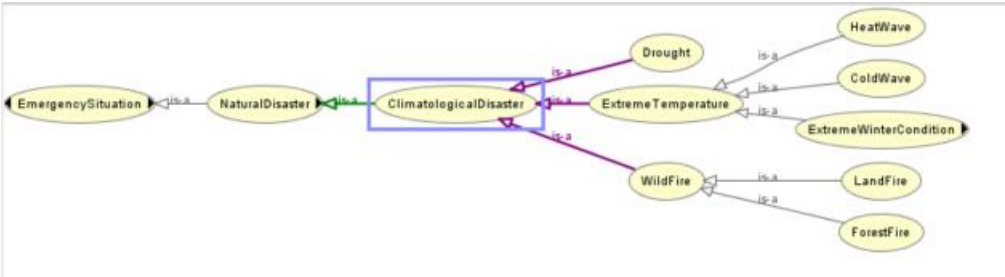 HeatWave
Drought
is-a
is-a
ColdWave
is-a
EmergencySituation
is-a
NaturalDisaster
is-a
ClimatologicalDisaster
is-a
ExtremeTemperature
is-a
ExtremeWinterCondition
is-a
WildFire
is-a
LandFire
is-a
ForestFire